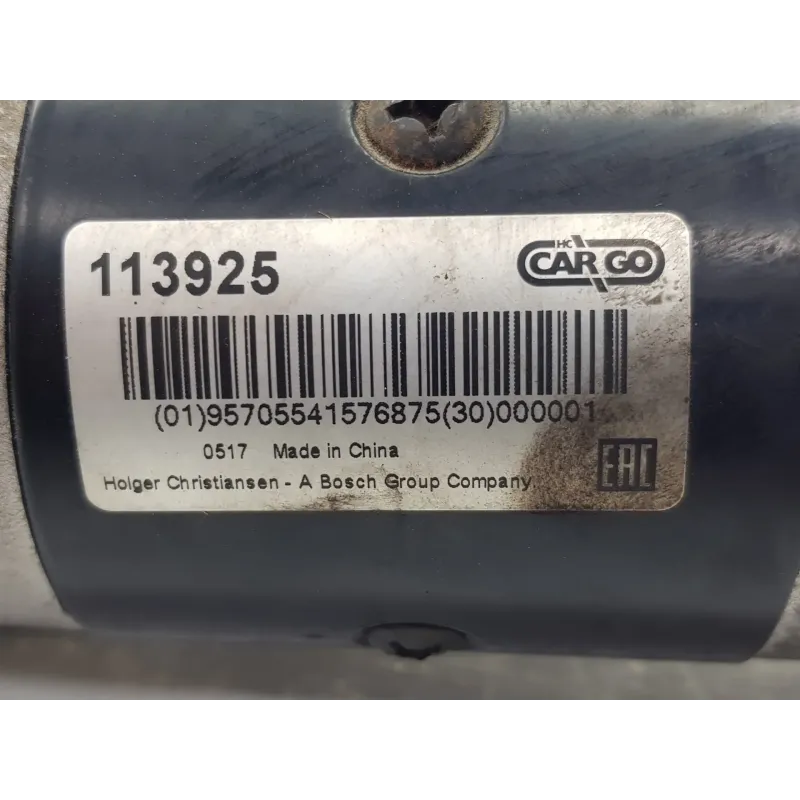 113925
HC
CARGO
(01)95705541576875(30)000001
0517 Made in China
Holger Christiansen - A Bosch Group Company.
EAC